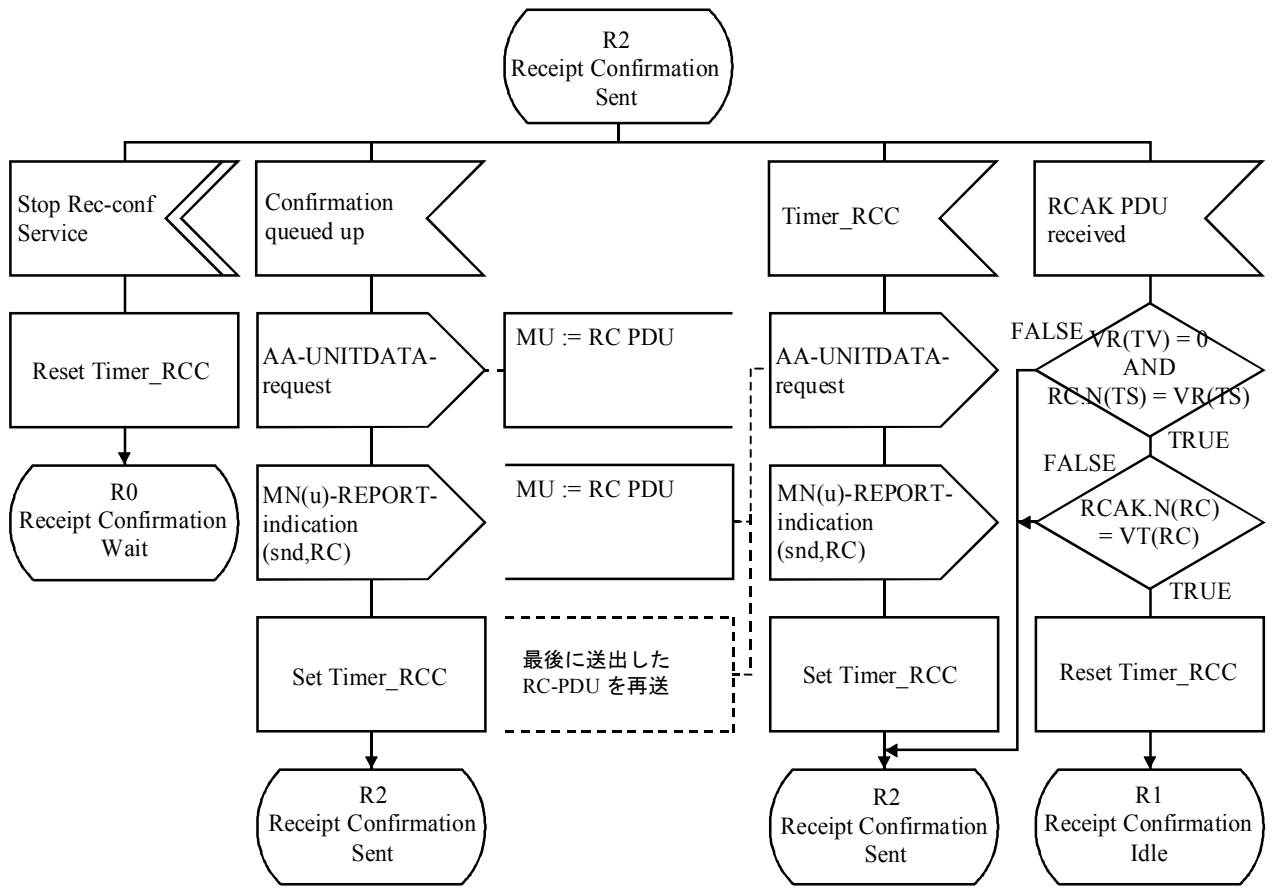 R2
Receipt Confirmation
Sent
Stop Rec-conf
Service
Confirmation
queued up
Timer_RCC
RCAK PDU
received
Reset Timer_RCC
AA-UNITDATA-
request
MU := RC PDU
AA-UNITDATA-
request
FALSE
VR(TV) = 0
AND
RC.N(TS) = VR(TS)
TRUE
R0
Receipt Confirmation
Wait
MN(u)-REPORT-
indication
(snd,RC)
MU := RC PDU
MN(u)-REPORT-
indication
(snd,RC)
FALSE
RCAK.N(RC)
= VT(RC)
TRUE
Set Timer_RCC
最後に送出した
RC-PDU を再送
Set Timer_RCC
Reset Timer_RCC
R2
Receipt Confirmation
Sent
R2
Receipt Confirmation
Sent
R1
Receipt Confirmation
Idle